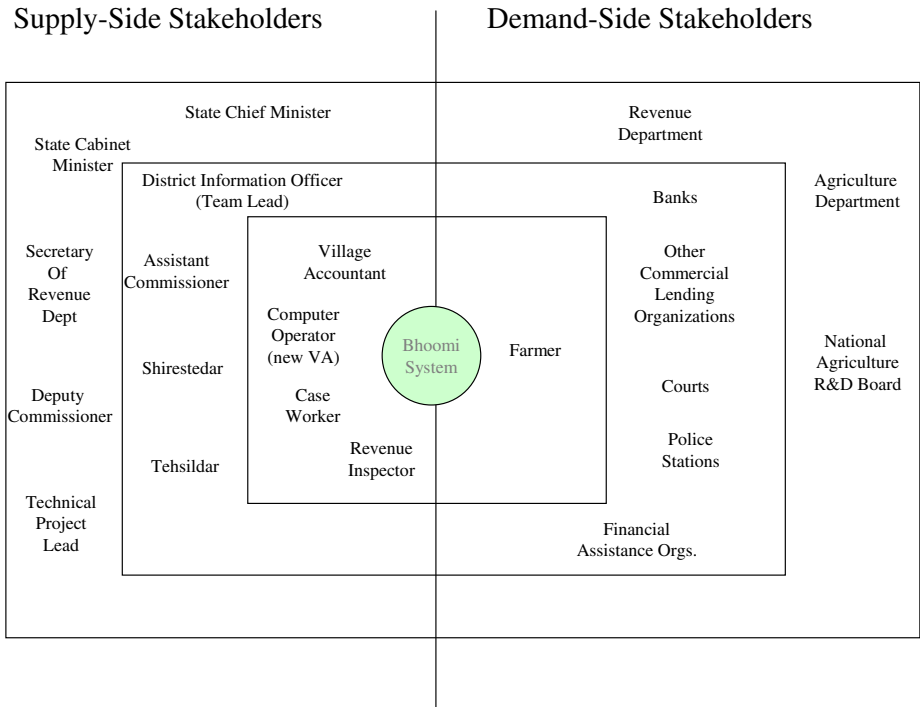 Supply-Side Stakeholders
Demand-Side Stakeholders
State Chief Minister
State Cabinet
Minister
District Information Officer
(Team Lead)
Secretary
Of
Revenue
Dept
Assistant
Commissioner
Village
Accountant
Computer
Operator
(new VA)
Shirestedar
Case
Worker
Deputy
Commissioner
Revenue
Inspector
Tehsildar
Technical
Project
Lead
Bhoomi
System
Revenue
Department
Banks
Agriculture
Department
Other
Commercial
Lending
Organizations
Farmer
National
Agriculture
R&D Board
Courts
Police
Stations
Financial
Assistance Orgs.